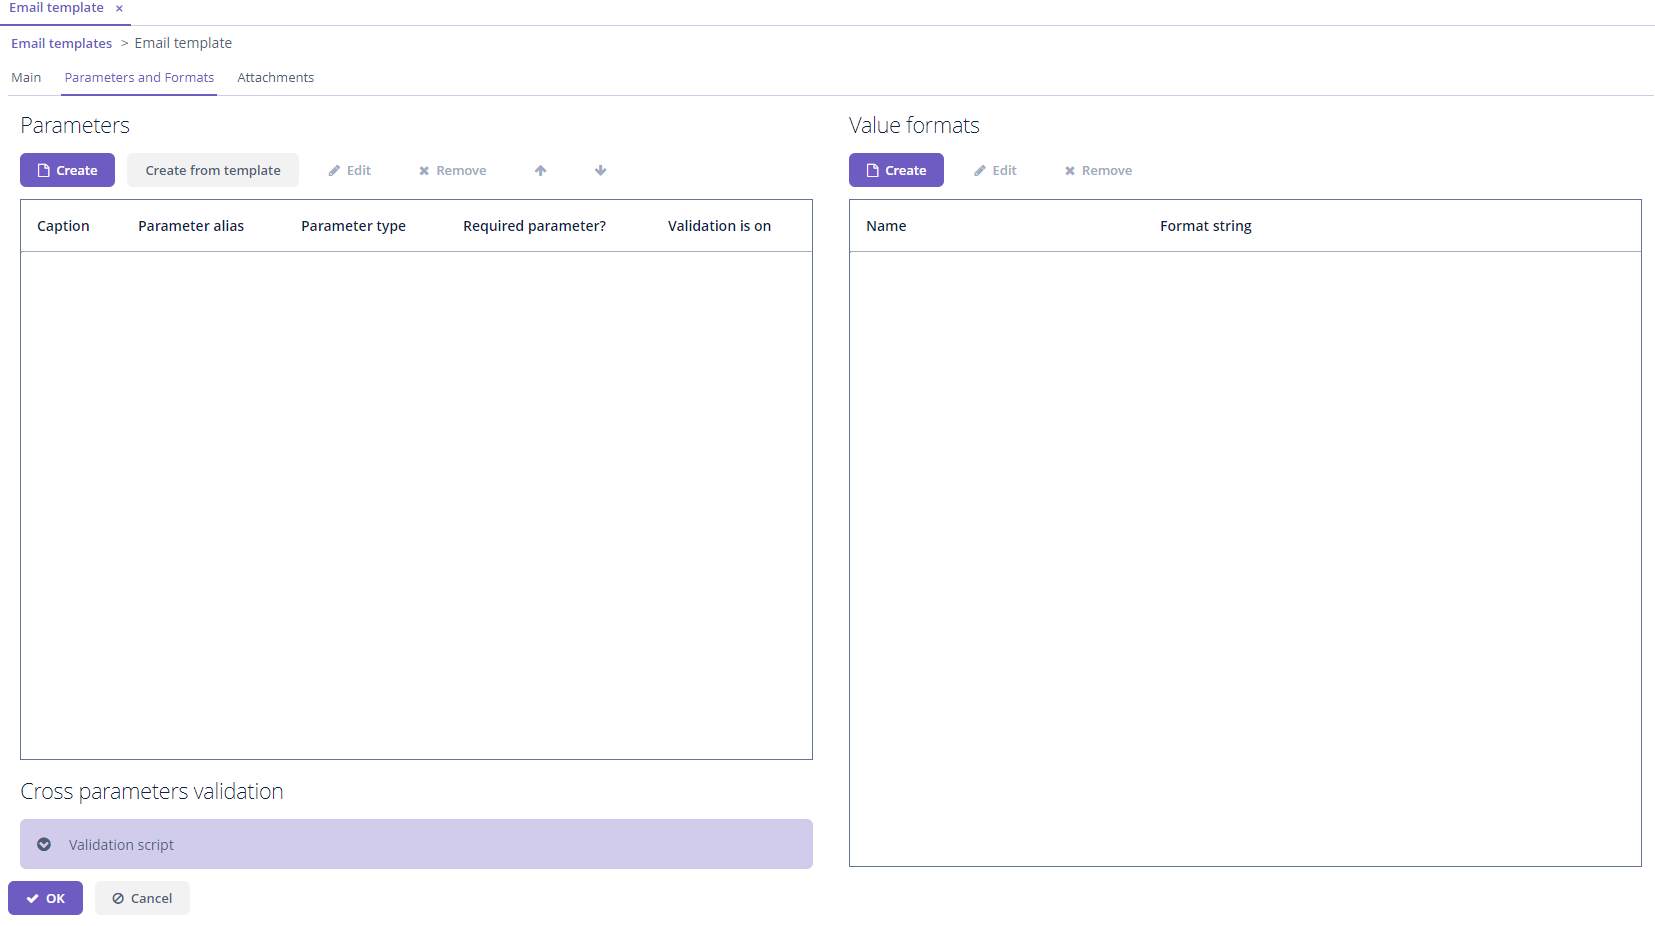 Email template ×
Email templates > Email template
Main Parameters and Formats Attachments
Parameters
Create Create from template Edit Remove
Caption Parameter alias Parameter type Required parameter? Validation is on
Cross parameters validation
Validation script
Value formats
Create Edit Remove
Name Format string
OK Cancel